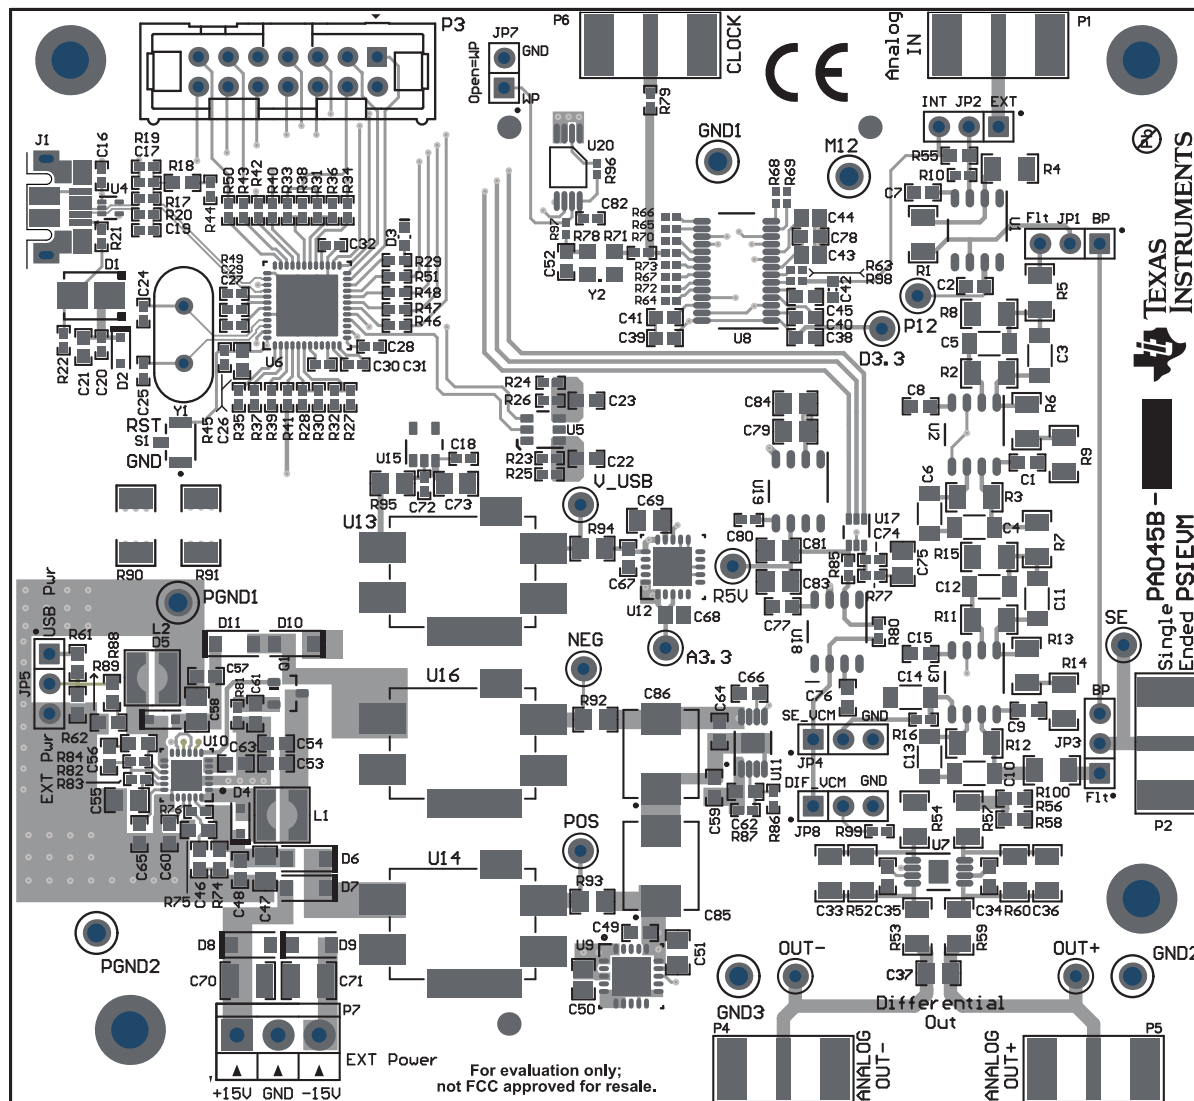 P3
JP7
GND
Open=WP
WP
P6
CLOCK
R79
Analog
IN
P1
INT JP2 EXT
J1
C16
R19
C17
R18
U4
R17
R20
C19
R21
R44
R50
R43
R42
R40
R33
R38
R31
R36
R34
U20
R96
C82
R97
GND1
M12
R55
R10
R4
C7
U1
Flt JP1 BP
TEXAS
INSTRUMENTS
Pb
D1
C24
R49
C29
C27
C32
D3
R29
R51
R48
R47
R46
C52
R78 R71
Y2
R66
R65
R70
R73
R67
R72
R64
R68
R69
C44
C78
C43
R63
R98
C42
C45
C40
C38
C41
C39
U8
R1
C2
P12
D3.3
R5
R8
C5
C3
R2
R22
C21
C20
D2
C25
Y1
U6
C28
C30 C31
R45
C26
R35
R37
R39
R41
R28
R30
R32
R27
RST
S1
GND
R24
R26
C23
U5
R23
R25
C22
U15
C18
R95
C72
C73
V_USB
C84
C79
C8
U2
R6
R9
C1
U13
R94
C69
C67
U12
C68
A3.3
C80
U19
U17
C74
C81
C75
R5V
C83
R85
R77
C77
U18
R80
C6
R3
C4
R15
R7
C12
R11
C11
R90
R91
USB Pwr
PGND1
R61
R88
R89
L2
D5
D11
D10
Q1
JP5
C57
R81
C61
C58
R62
U10
C54
C63
C53
C56
R84
R82
R83
EXT Pwr
C55
R76
D4
L1
C65
C60
NEG
U16
R92
C86
C64
C66
U11
C59
C62
R87
R86
C15
U3
R13
R14
SE
C76
C14
SE_VCM GND
R16
JP4
C9
R12
C13
C10
BP
JP3
Flt
P2
DIF_VCM GND
JP8 R99
R54
R57
R100
R56
R58
Single
Ended
PA045B-
PSIEVM
R75
C46
R74
C48
C47
D6
D7
POS
U14
R93
C85
U7
C33 R52 C35 C34 R60 C36
R53
R59
PGND2
D8
D9
C70
C71
C49
U9
C51
C50
OUT-
C37
OUT+
GND3
GND2
Differential
Out
P7
EXT Power
+15V GND -15V
For evaluation only;
not FCC approved for resale.
P4
ANALOG
OUT-
ANALOG
OUT+
P5